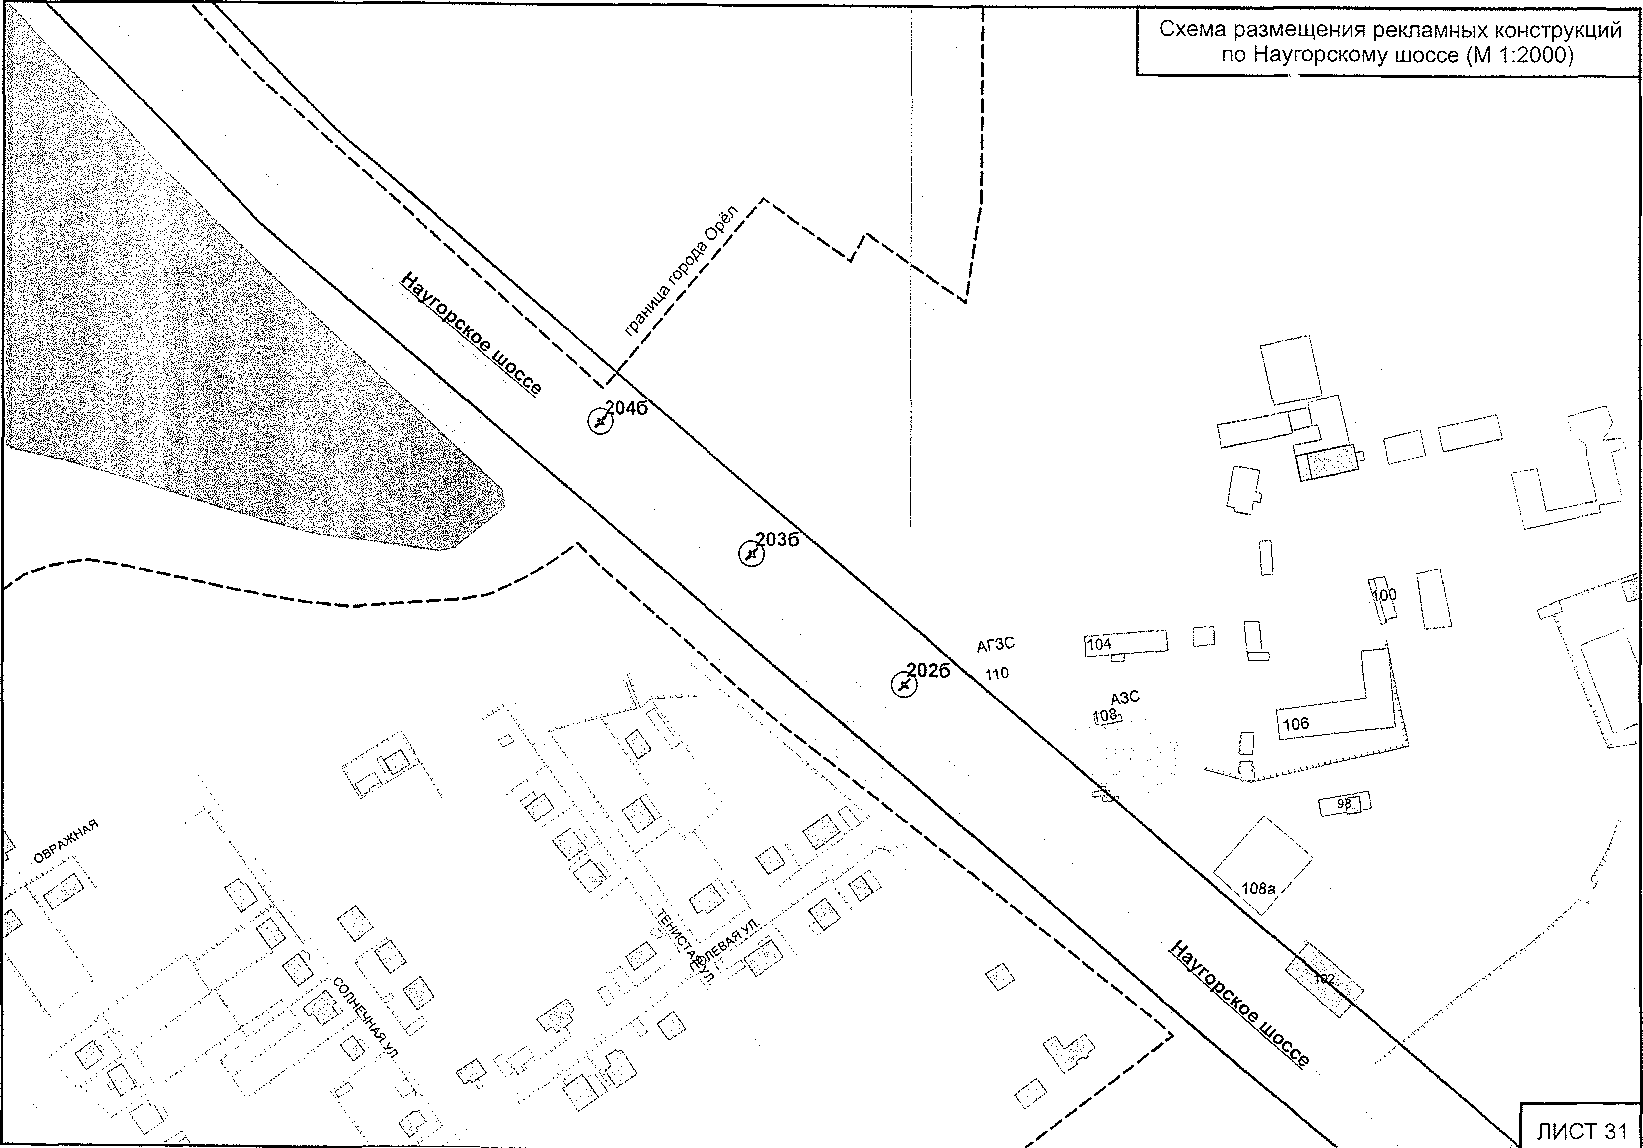 Схема размещения рекламных конструкций
по Наугорскому шоссе (М 1:2000)
граница города Орёл
Наугорское шоссе
204б
203б
202б
АГЗС
110
104
100
АЗС
108
106
98
108а
102
ОВРАЖНАЯ
ТЕНИСТАЯ УЛ.
ПОЛЕВАЯ УЛ.
СОЛНЕЧНАЯ УЛ.
Наугорское шоссе
ЛИСТ 31